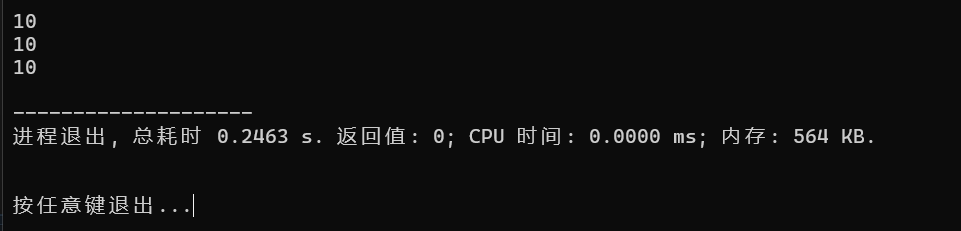 10
10
10
--------------------
进程退出, 总耗时 0.2463 s. 返回值: 0; CPU 时间: 0.0000 ms; 内存: 564 KB.
按任意键退出...